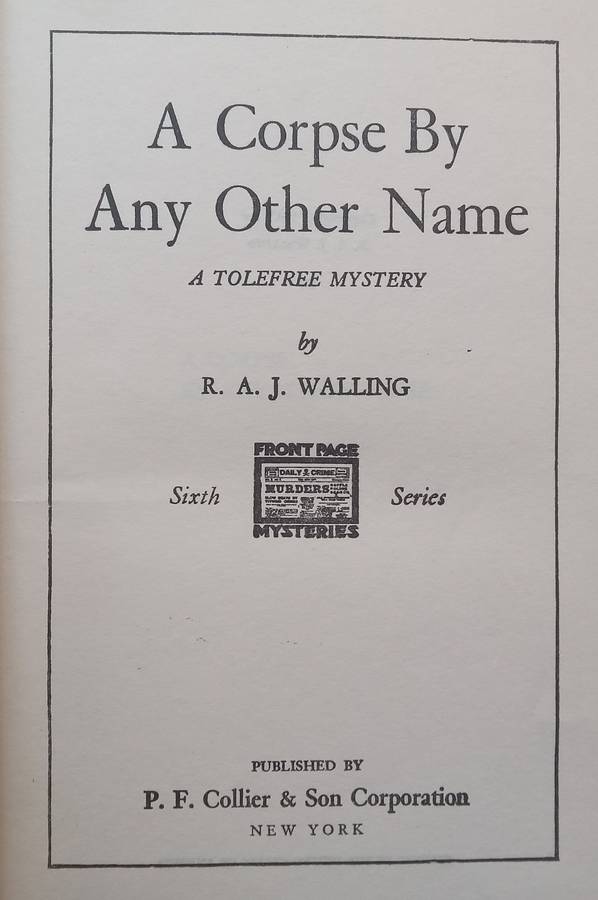 A Corpse By
Any Other Name
A TOLEFREE MYSTERY
by
R. A. J. WALLING
FRONT PAGE
DAILY CRIME
Sixth
MURDERS
Series
MYSTERIES
PUBLISHED BY
P. F. Collier & Son Corporation
NEW YORK